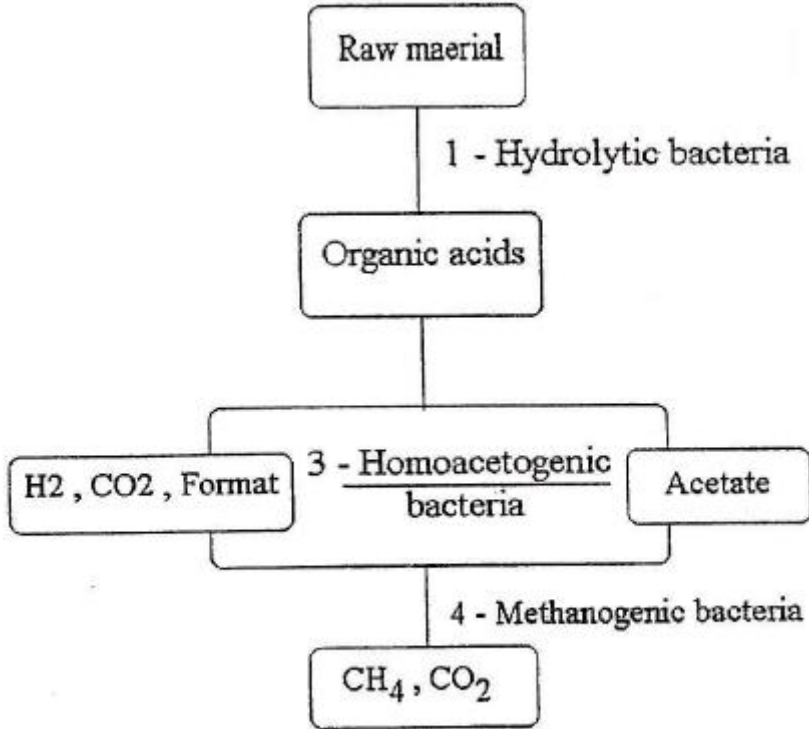 Raw maerial
1 - Hydrolytic bacteria
Organic acids
H2 , CO2 , Format
3 - Homoacetogenic
bacteria
Acetate
4 - Methanogenic bacteria
CH4 , CO2